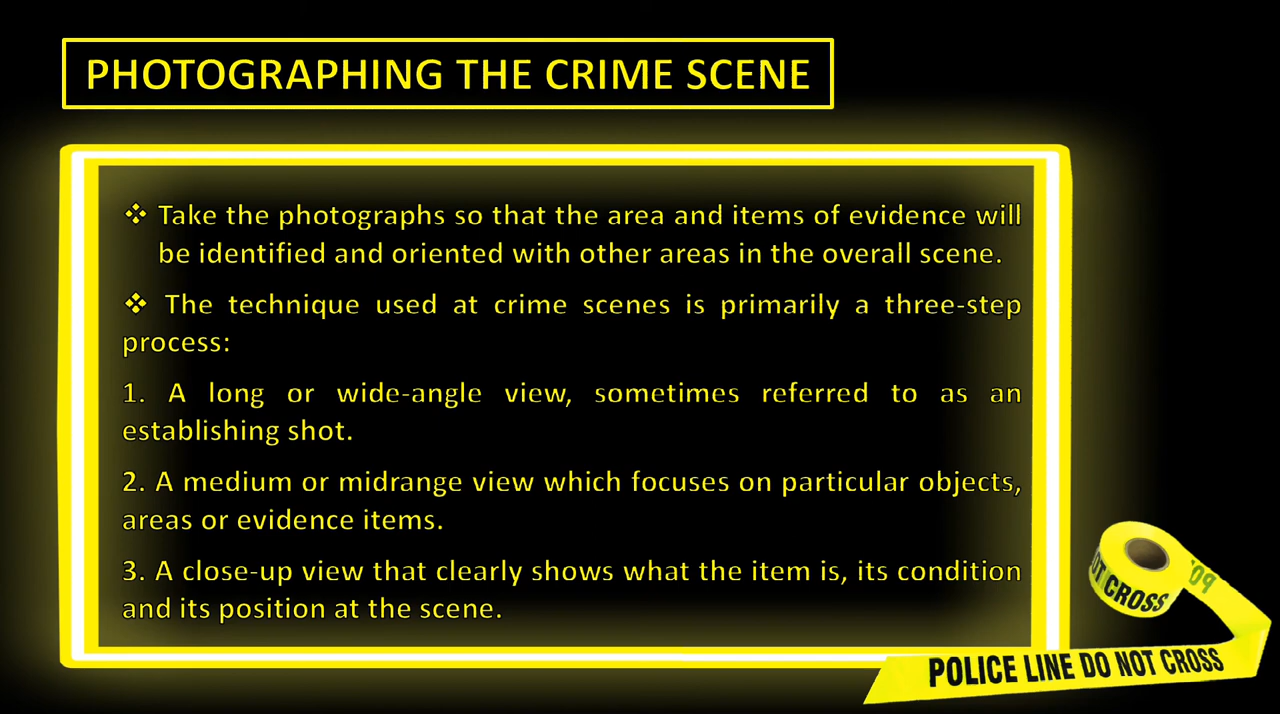 PHOTOGRAPHING THE CRIME SCENE
❖ Take the photographs so that the area and items of evidence will
be identified and oriented with other areas in the overall scene.
❖ The technique used at crime scenes is primarily a three-step
process:
1. A long or wide-angle view, sometimes referred to as an
establishing shot.
2. A medium or midrange view which focuses on particular objects,
areas or evidence items.
3. A close-up view that clearly shows what the item is, its condition
and its position at the scene.
OT CROSS
PO
POLICE LINE DO NOT CROSS